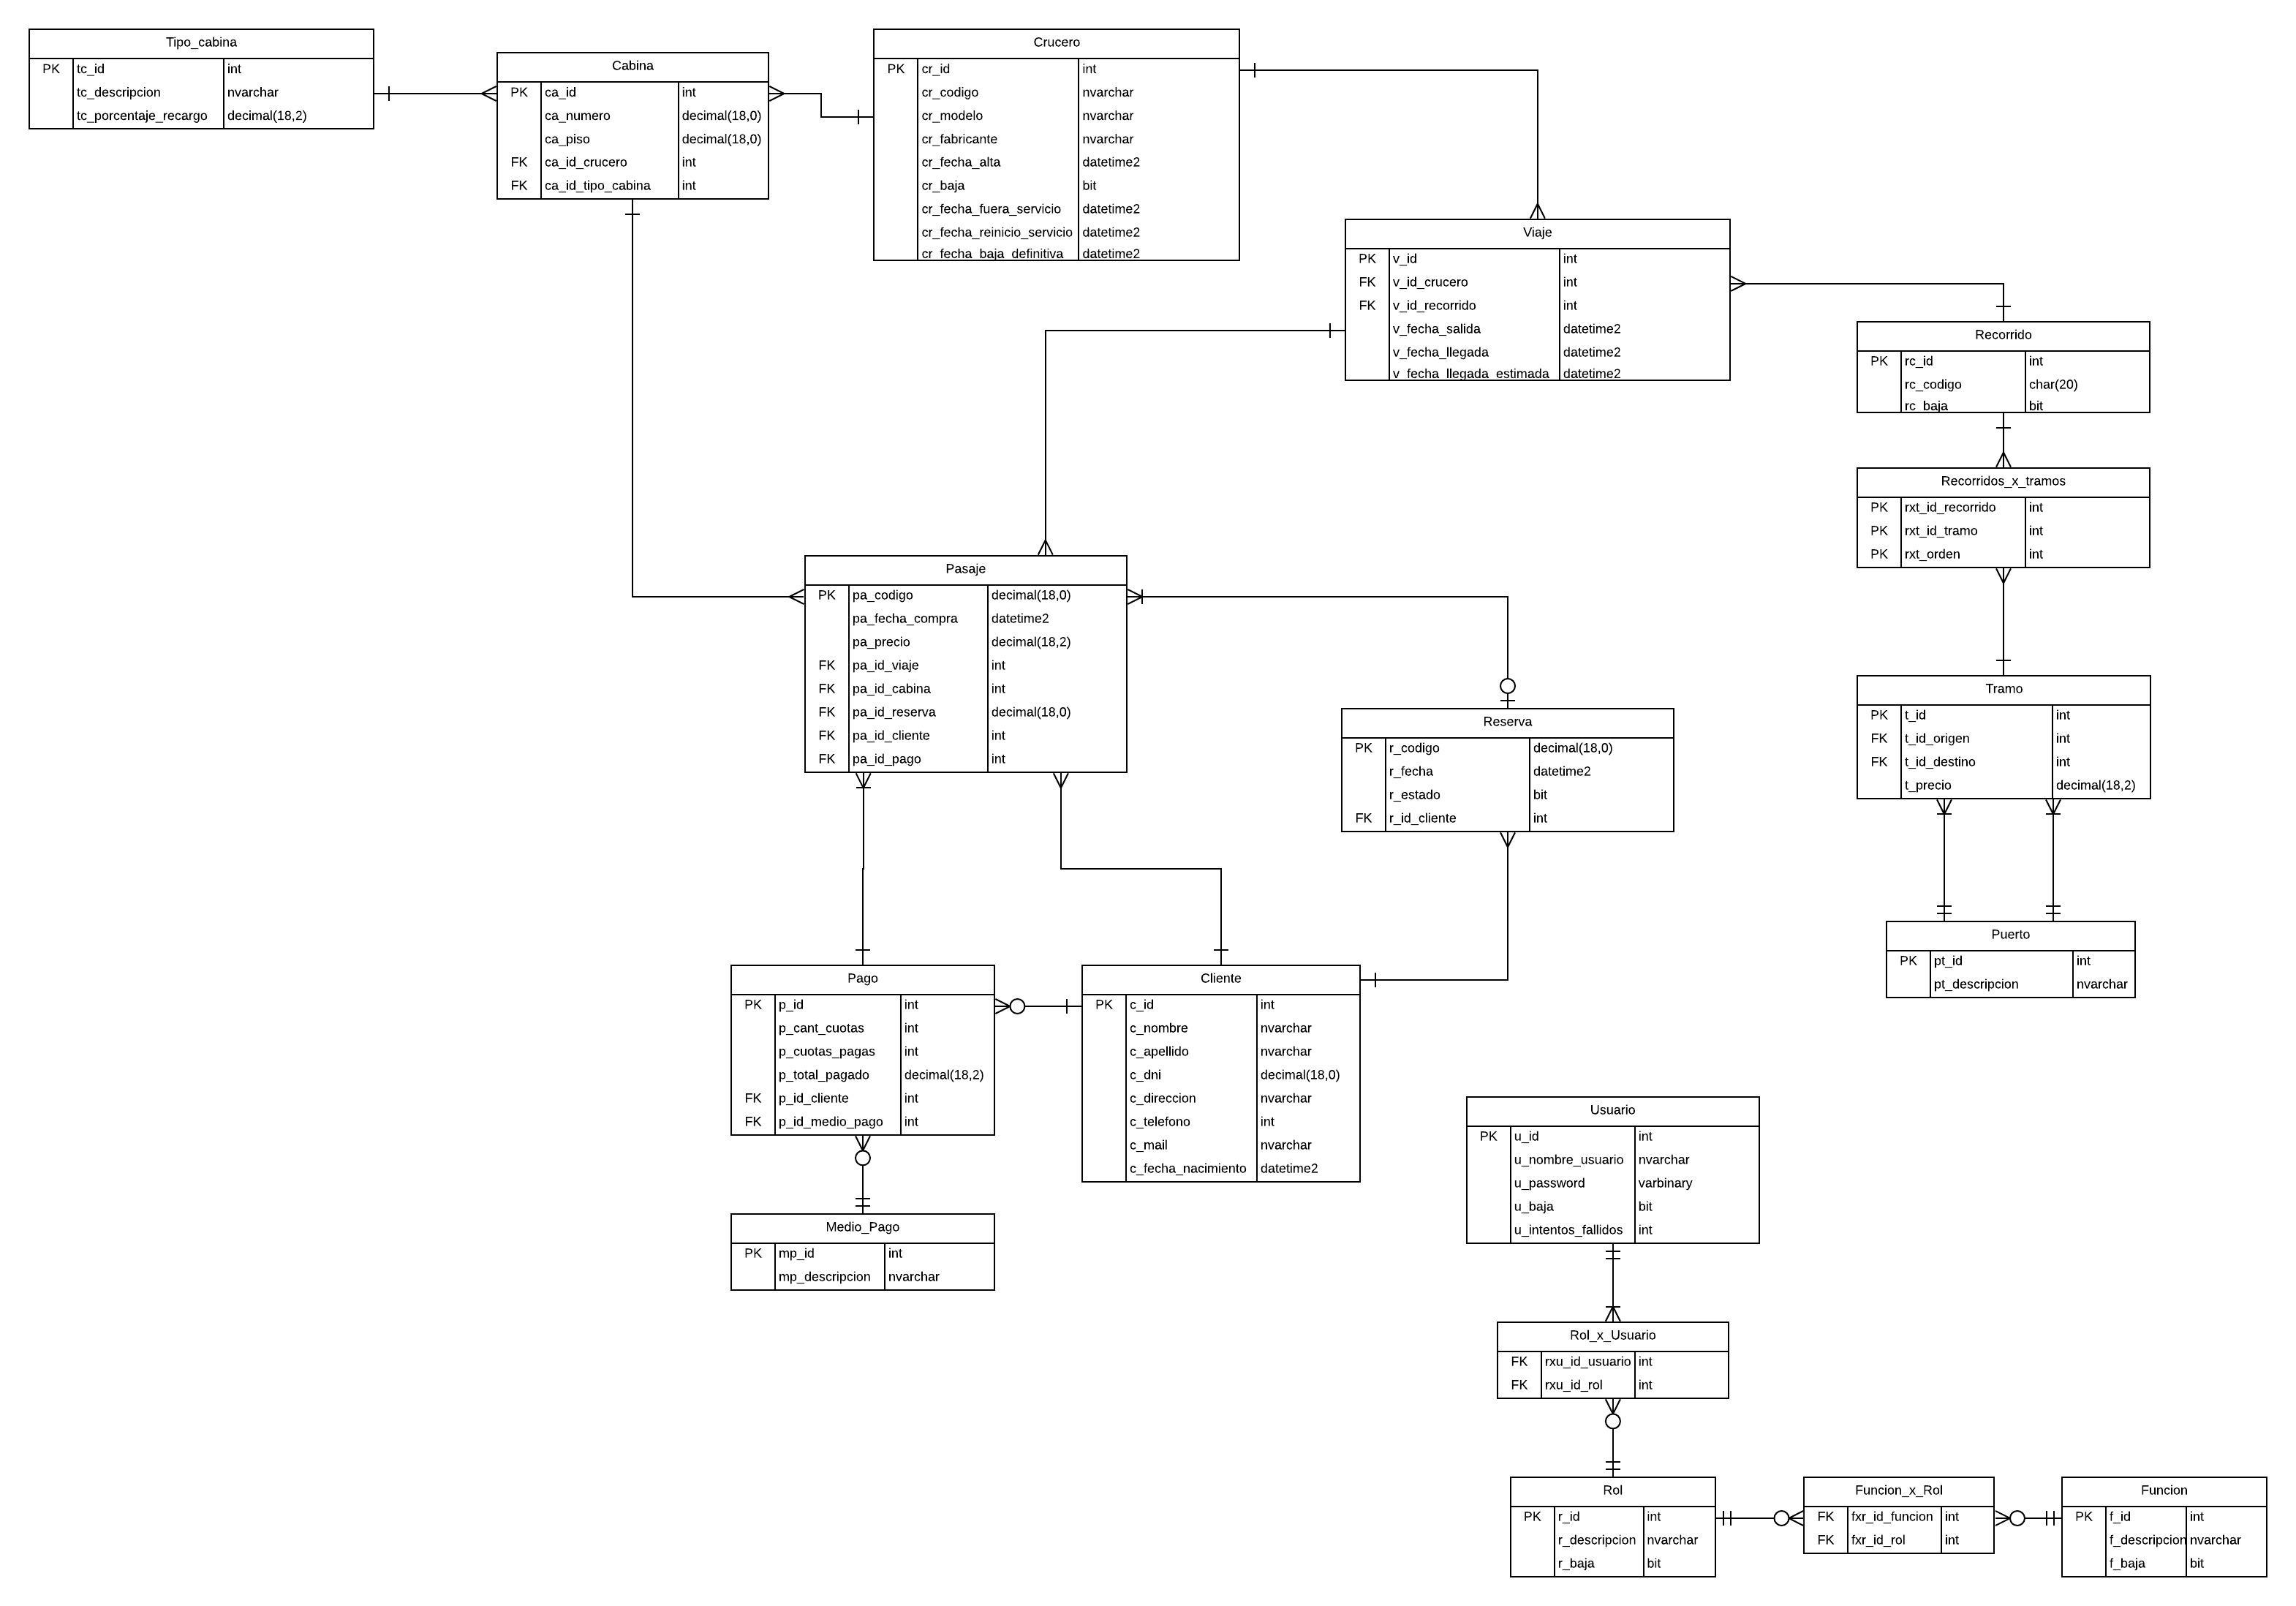 Tipo_cabina
PK tc_id int
tc_descripcion nvarchar
tc_porcentaje_recargo decimal(18,2)
Cabina
PK ca_id int
ca_numero decimal(18,0)
ca_piso decimal(18,0)
FK ca_id_crucero int
FK ca_id_tipo_cabina int
Crucero
PK cr_id int
cr_codigo nvarchar
cr_modelo nvarchar
cr_fabricante nvarchar
cr_fecha_alta datetime2
cr_baja bit
cr_fecha_fuera_servicio datetime2
cr_fecha_reinicio_servicio datetime2
cr_fecha_baja_definitiva datetime2
Viaje
PK v_id int
FK v_id_crucero int
FK v_id_recorrido int
v_fecha_salida datetime2
v_fecha_llegada datetime2
v_fecha_llegada_estimada datetime2
Recorrido
PK rc_id int
rc_codigo char(20)
rc_baja bit
Recorridos_x_tramos
PK rxt_id_recorrido int
PK rxt_id_tramo int
PK rxt_orden int
Pasaje
PK pa_codigo decimal(18,0)
pa_fecha_compra datetime2
pa_precio decimal(18,2)
FK pa_id_viaje int
FK pa_id_cabina int
FK pa_id_reserva decimal(18,0)
FK pa_id_cliente int
FK pa_id_pago int
Reserva
PK r_codigo decimal(18,0)
r_fecha datetime2
r_estado bit
FK r_id_cliente int
Tramo
PK t_id int
FK t_id_origen int
FK t_id_destino int
t_precio decimal(18,2)
Puerto
PK pt_id int
pt_descripcion nvarchar
Pago
PK p_id int
p_cant_cuotas int
p_cuotas_pagas int
p_total_pagado decimal(18,2)
FK p_id_cliente int
FK p_id_medio_pago int
Cliente
PK c_id int
c_nombre nvarchar
c_apellido nvarchar
c_dni decimal(18,0)
c_direccion nvarchar
c_telefono int
c_mail nvarchar
c_fecha_nacimiento datetime2
Medio_Pago
PK mp_id int
mp_descripcion nvarchar
Usuario
PK u_id int
u_nombre_usuario nvarchar
u_password varbinary
u_baja bit
u_intentos_fallidos int
Rol_x_Usuario
FK rxu_id_usuario int
FK rxu_id_rol int
Rol
PK r_id int
r_descripcion nvarchar
r_baja bit
Funcion_x_Rol
FK fxr_id_funcion int
FK fxr_id_rol int
Funcion
PK f_id int
f_descripcion nvarchar
f_baja bit